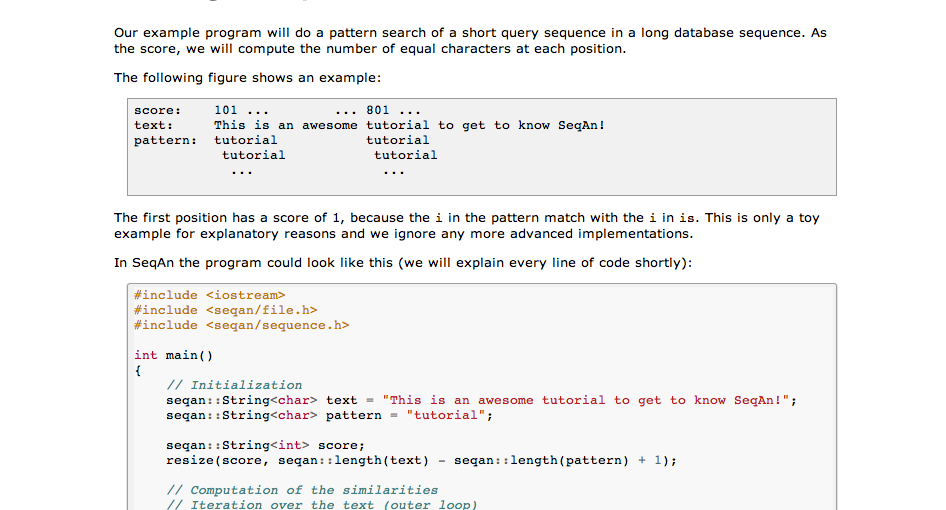 Our example program will do a pattern search of a short query sequence in a long database sequence. As
the score, we will compute the number of equal characters at each position.
The following figure shows an example:
score:    101 ...        ... 801 ...
text:     This is an awesome tutorial to get to know SeqAn!
pattern:  tutorial           tutorial
           tutorial           tutorial
            ...                ...
The first position has a score of 1, because the i in the pattern match with the i in is. This is only a toy
example for explanatory reasons and we ignore any more advanced implementations.
In SeqAn the program could look like this (we will explain every line of code shortly):
#include <iostream>
#include <seqan/file.h>
#include <seqan/sequence.h>
int main()
{
    // Initialization
    seqan::String<char> text = "This is an awesome tutorial to get to know SeqAn!";
    seqan::String<char> pattern = "tutorial";
    seqan::String<int> score;
    resize(score, seqan::length(text) - seqan::length(pattern) + 1);
    // Computation of the similarities
    // Iteration over the text (outer loop)